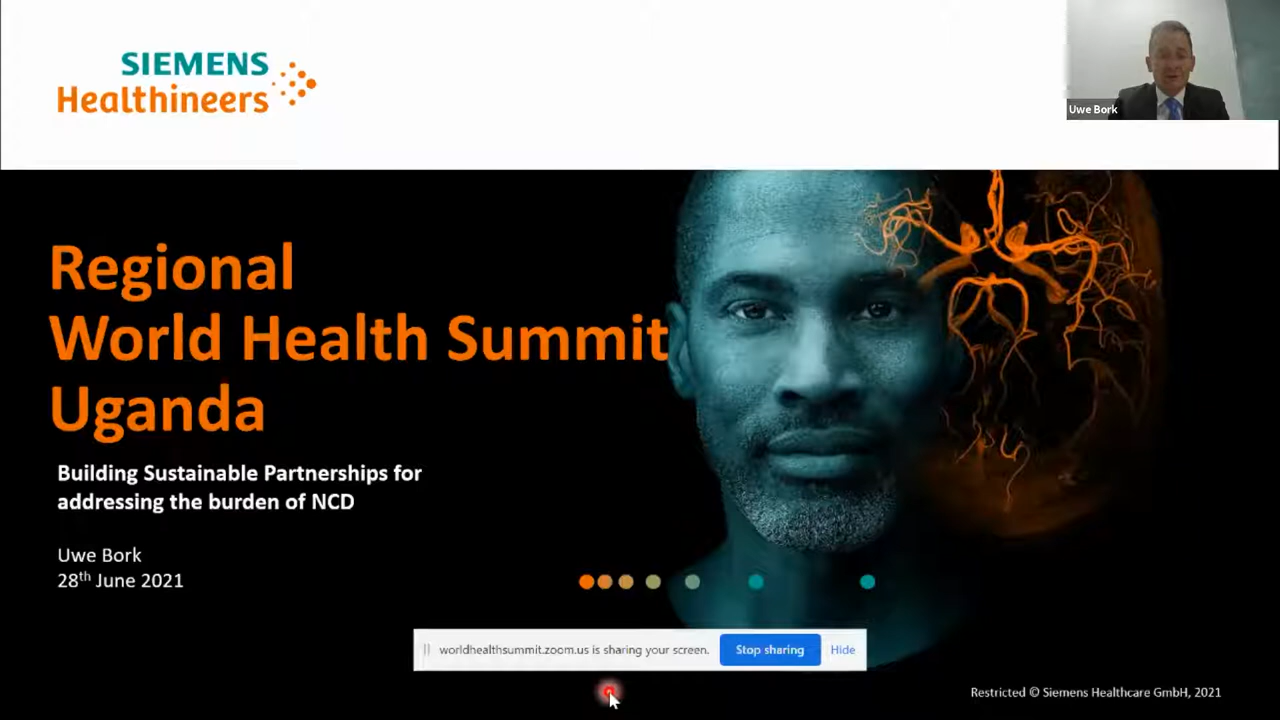 SIEMENS
Healthineers
Uwe Bork
Regional
World Health Summit
Uganda
Building Sustainable Partnerships for
addressing the burden of NCD
Uwe Bork
28th June 2021
worldhealthsummit.zoom.us is sharing your screen.
Stop sharing
Hide
Restricted © Siemens Healthcare GmbH, 2021